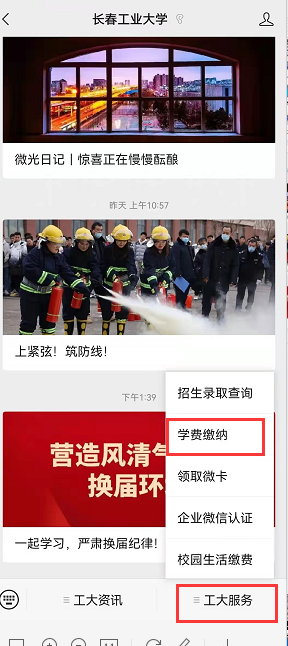 长春工业大学
微光日记丨惊喜正在慢慢酝酿
昨天 上午10:57
上紧弦！筑防线！
下午1:39
营造风清气
换届环
一起学习，严肃换届纪律！
招生录取查询
学费缴纳
领取微卡
企业微信认证
校园生活缴费
工大资讯
工大服务
1:1